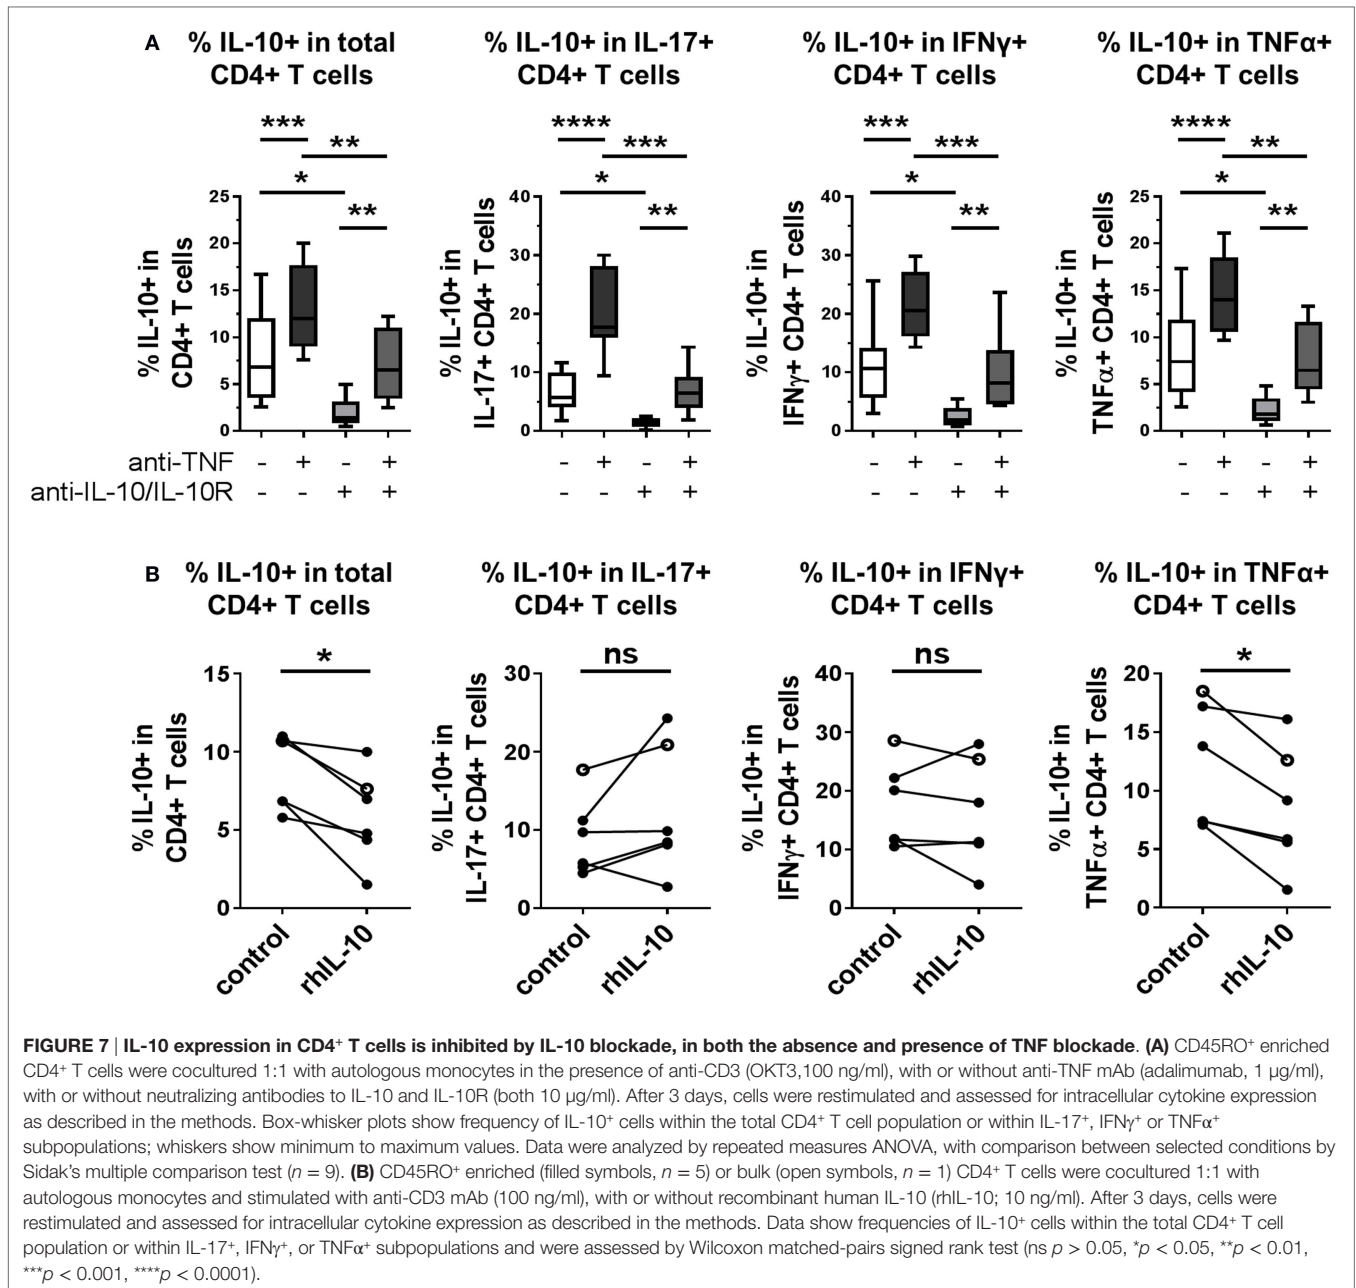 A
% IL-10+ in total
CD4+ T cells
% IL-10+ in IL-17+
CD4+ T cells
% IL-10+ in IFNγ+
CD4+ T cells
% IL-10+ in TNFα+
CD4+ T cells
*** ** * **
**** *** * **
*** *** * **
**** ** * **
% IL-10+ in
CD4+ T cells
25
20
15
10
5
0
% IL-10+ in
IL-17+ CD4+ T cells
40
30
20
10
0
% IL-10+ in
IFNγ+ CD4+ T cells
40
30
20
10
0
% IL-10+ in
TNFα+ CD4+ T cells
25
20
15
10
5
0
anti-TNF - + - + - + - + - + - + - + - +
anti-IL-10/IL-10R - - + + - - + + - - + + - - + +
B
% IL-10+ in total
CD4+ T cells
% IL-10+ in IL-17+
CD4+ T cells
% IL-10+ in IFNγ+
CD4+ T cells
% IL-10+ in TNFα+
CD4+ T cells
* ns ns *
% IL-10+ in
CD4+ T cells
15
10
5
0
control rhIL-10
% IL-10+ in
IL-17+ CD4+ T cells
30
20
10
0
control rhIL-10
% IL-10+ in
IFNγ+ CD4+ T cells
40
30
20
10
0
control rhIL-10
% IL-10+ in
TNFα+ CD4+ T cells
20
15
10
5
0
control rhIL-10
FIGURE 7 | IL-10 expression in CD4⁺ T cells is inhibited by IL-10 blockade, in both the absence and presence of TNF blockade. (A) CD45RO⁺ enriched
CD4⁺ T cells were cocultured 1:1 with autologous monocytes in the presence of anti-CD3 (OKT3,100 ng/ml), with or without anti-TNF mAb (adalimumab, 1 μg/ml),
with or without neutralizing antibodies to IL-10 and IL-10R (both 10 μg/ml). After 3 days, cells were restimulated and assessed for intracellular cytokine expression
as described in the methods. Box-whisker plots show frequency of IL-10⁺ cells within the total CD4⁺ T cell population or within IL-17⁺, IFNγ⁺ or TNFα⁺
subpopulations; whiskers show minimum to maximum values. Data were analyzed by repeated measures ANOVA, with comparison between selected conditions by
Sidak's multiple comparison test (n = 9). (B) CD45RO⁺ enriched (filled symbols, n = 5) or bulk (open symbols, n = 1) CD4⁺ T cells were cocultured 1:1 with
autologous monocytes and stimulated with anti-CD3 mAb (100 ng/ml), with or without recombinant human IL-10 (rhIL-10; 10 ng/ml). After 3 days, cells were
restimulated and assessed for intracellular cytokine expression as described in the methods. Data show frequencies of IL-10⁺ cells within the total CD4⁺ T cell
population or within IL-17⁺, IFNγ⁺, or TNFα⁺ subpopulations and were assessed by Wilcoxon matched-pairs signed rank test (ns p > 0.05, *p < 0.05, **p < 0.01,
***p < 0.001, ****p < 0.0001).